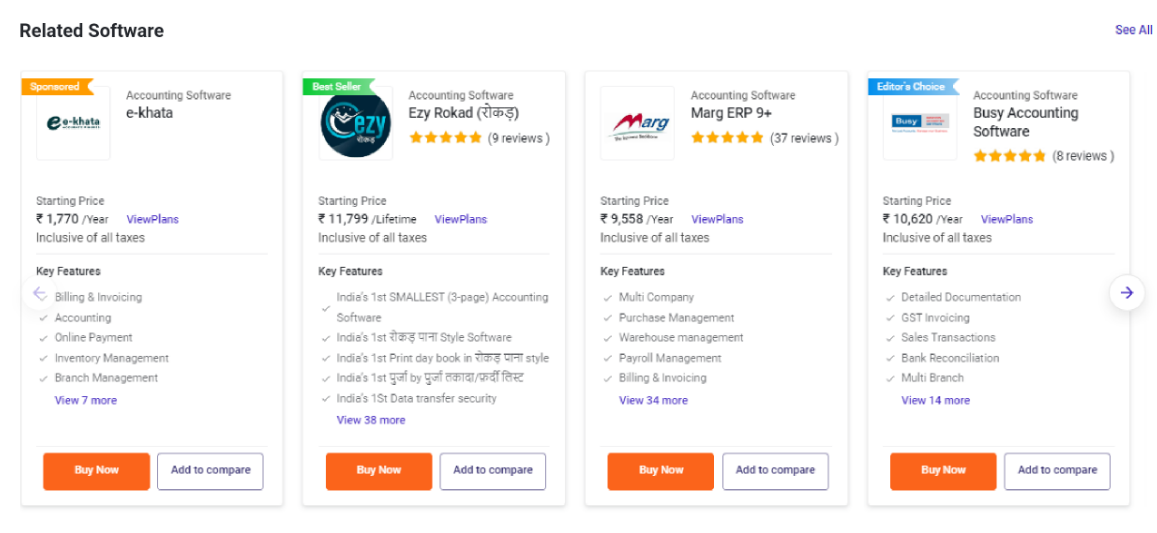 Related Software
See All
Sponsored
e-khata
Accounting Software
e-khata
Starting Price
₹ 1,770 /Year ViewPlans
Inclusive of all taxes
Key Features
Billing & Invoicing
Accounting
Online Payment
Inventory Management
Branch Management
View 7 more
Buy Now
Add to compare
Best Seller
ezy
रोकड़
Accounting Software
Ezy Rokad (रोकड़)
(9 reviews )
Starting Price
₹ 11,799 /Lifetime ViewPlans
Inclusive of all taxes
Key Features
India's 1st SMALLEST (3-page) Accounting
Software
India's 1st रोकड़ पाना Style Software
India's 1st Print day book in रोकड़ पाना style
India's 1st पुर्जा by पुर्जा तकादा/फ़र्दी लिस्ट
India's 1St Data transfer security
View 38 more
Buy Now
Add to compare
Marg
Accounting Software
Marg ERP 9+
(37 reviews )
Starting Price
₹ 9,558 /Year ViewPlans
Inclusive of all taxes
Key Features
Multi Company
Purchase Management
Warehouse management
Payroll Management
Billing & Invoicing
View 34 more
Buy Now
Add to compare
Editor's Choice
Busy
Accounting Software
Busy Accounting
Software
(8 reviews )
Starting Price
₹ 10,620 /Year ViewPlans
Inclusive of all taxes
Key Features
Detailed Documentation
GST Invoicing
Sales Transactions
Bank Reconciliation
Multi Branch
View 14 more
Buy Now
Add to compare